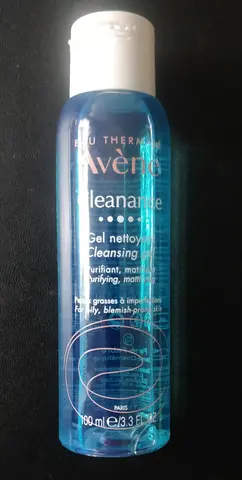 EAU THERMALE
Avène
Cleanance
Gel nettoyant
Cleansing gel
Purifiant, matifiant
Purifying, mattifying
Peaux grasses à imperfections
For oily, blemish-prone skin
PARIS
100 ml e/3.3 Fl.